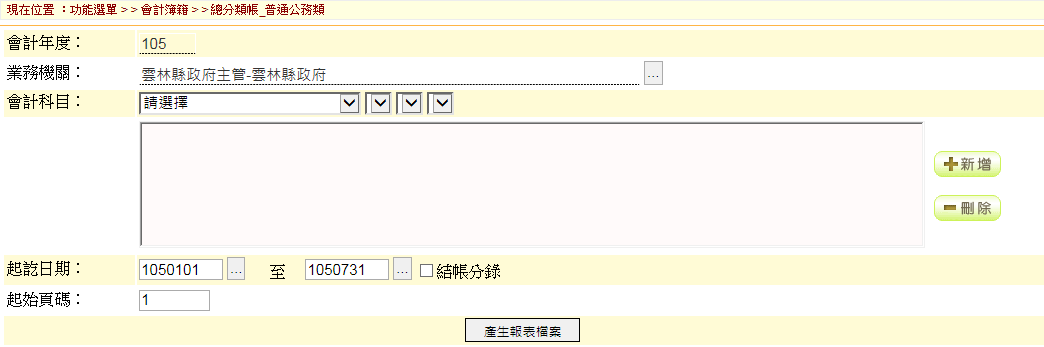 現在位置 ：功能選單 > > 會計簿籍 > > 總分類帳_普通公務類
會計年度： 105
業務機關： 雲林縣政府主管-雲林縣政府 ...
會計科目： 請選擇
新增
刪除
起訖日期： 1050101 ... 至 1050731 ... 結帳分錄
起始頁碼： 1
產生報表檔案